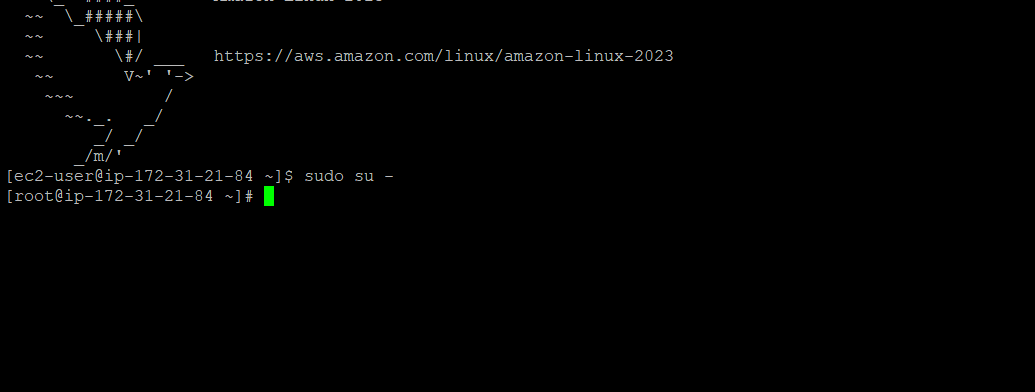 ~~  \_#####\
~~     \###|
~~       \#/ ___   https://aws.amazon.com/linux/amazon-linux-2023
~~       V~' '->
~~~         /
~~._.   _/
_/ _/
_/m/'
[ec2-user@ip-172-31-21-84 ~]$ sudo su -
[root@ip-172-31-21-84 ~]#